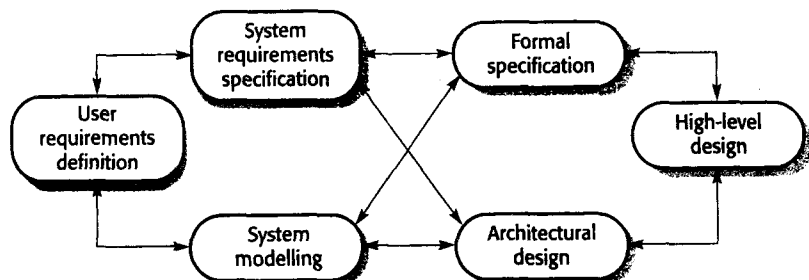 System
requirements
specification
Formal
specification
User
requirements
definition
High-level
design
System
modelling
Architectural
design